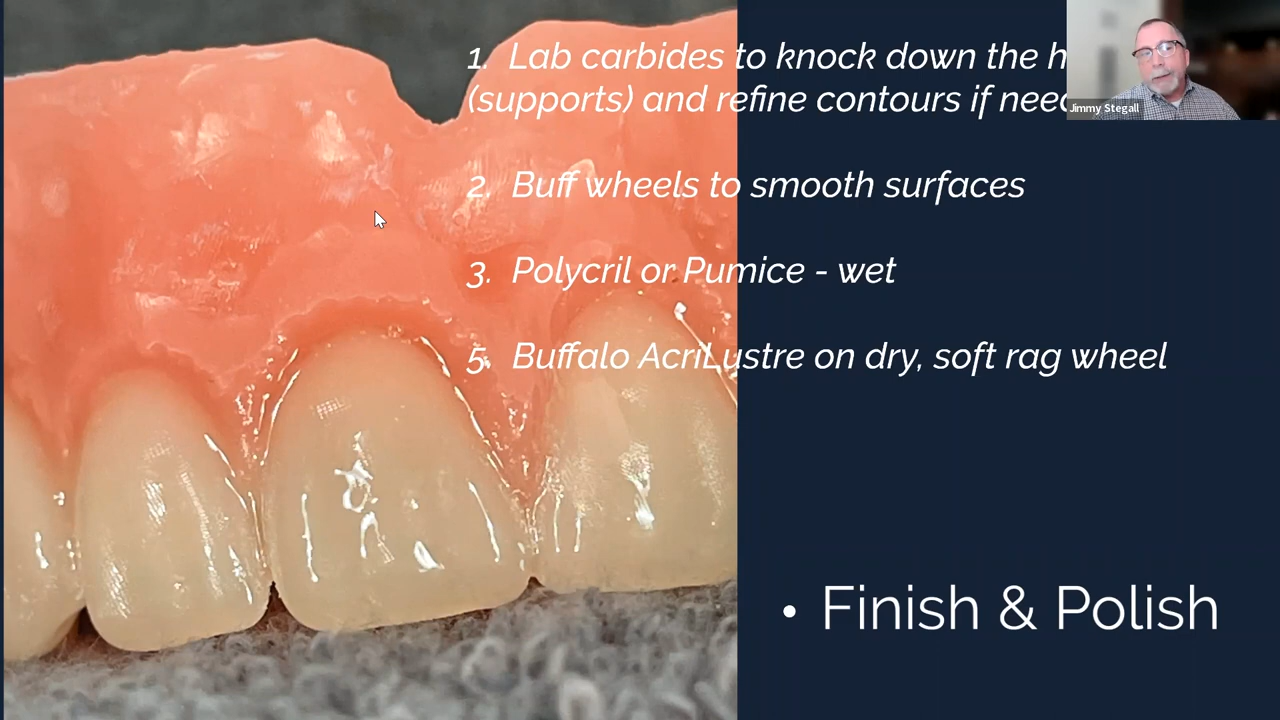 1. Lab carbides to knock down the
(supports) and refine contours if
2. Buff wheels to smooth surfaces
3. Polycril or Pumice - wet
5. Buffalo AcriLustre on dry, soft rag wheel
• Finish & Polish
Jimmy Stegall